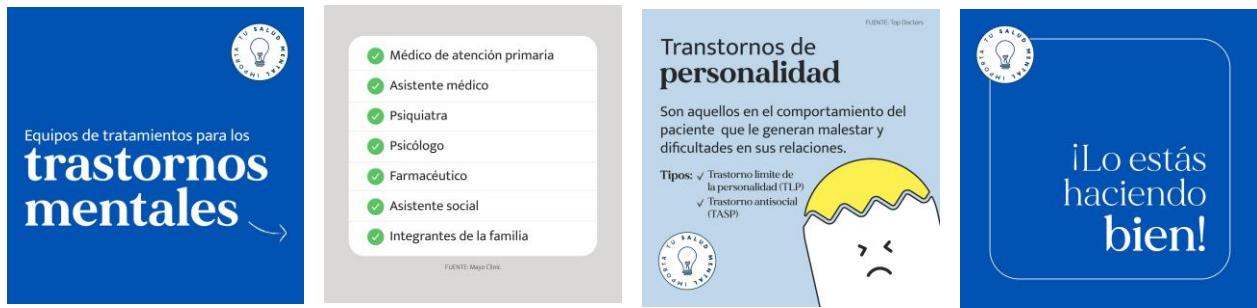 TU SALUD MENTAL IMPORTA
Equipos de tratamientos para los
trastornos
mentales
Médico de atención primaria
Asistente médico
Psiquiatra
Psicólogo
Farmacéutico
Asistente social
Integrantes de la familia
FUENTE: Mayo Clinic
FUENTE: Top Doctors
Transtornos de
personalidad
Son aquellos en el comportamiento del
paciente que le generan malestar y
dificultades en sus relaciones.
Tipos: ✓ Trastorno limite de
la personalidad (TLP)
✓ Trastorno antisocial
(TASP)
TU SALUD MENTAL IMPORTA
TU SALUD MENTAL IMPORTA
¡Lo estás
haciendo
bien!